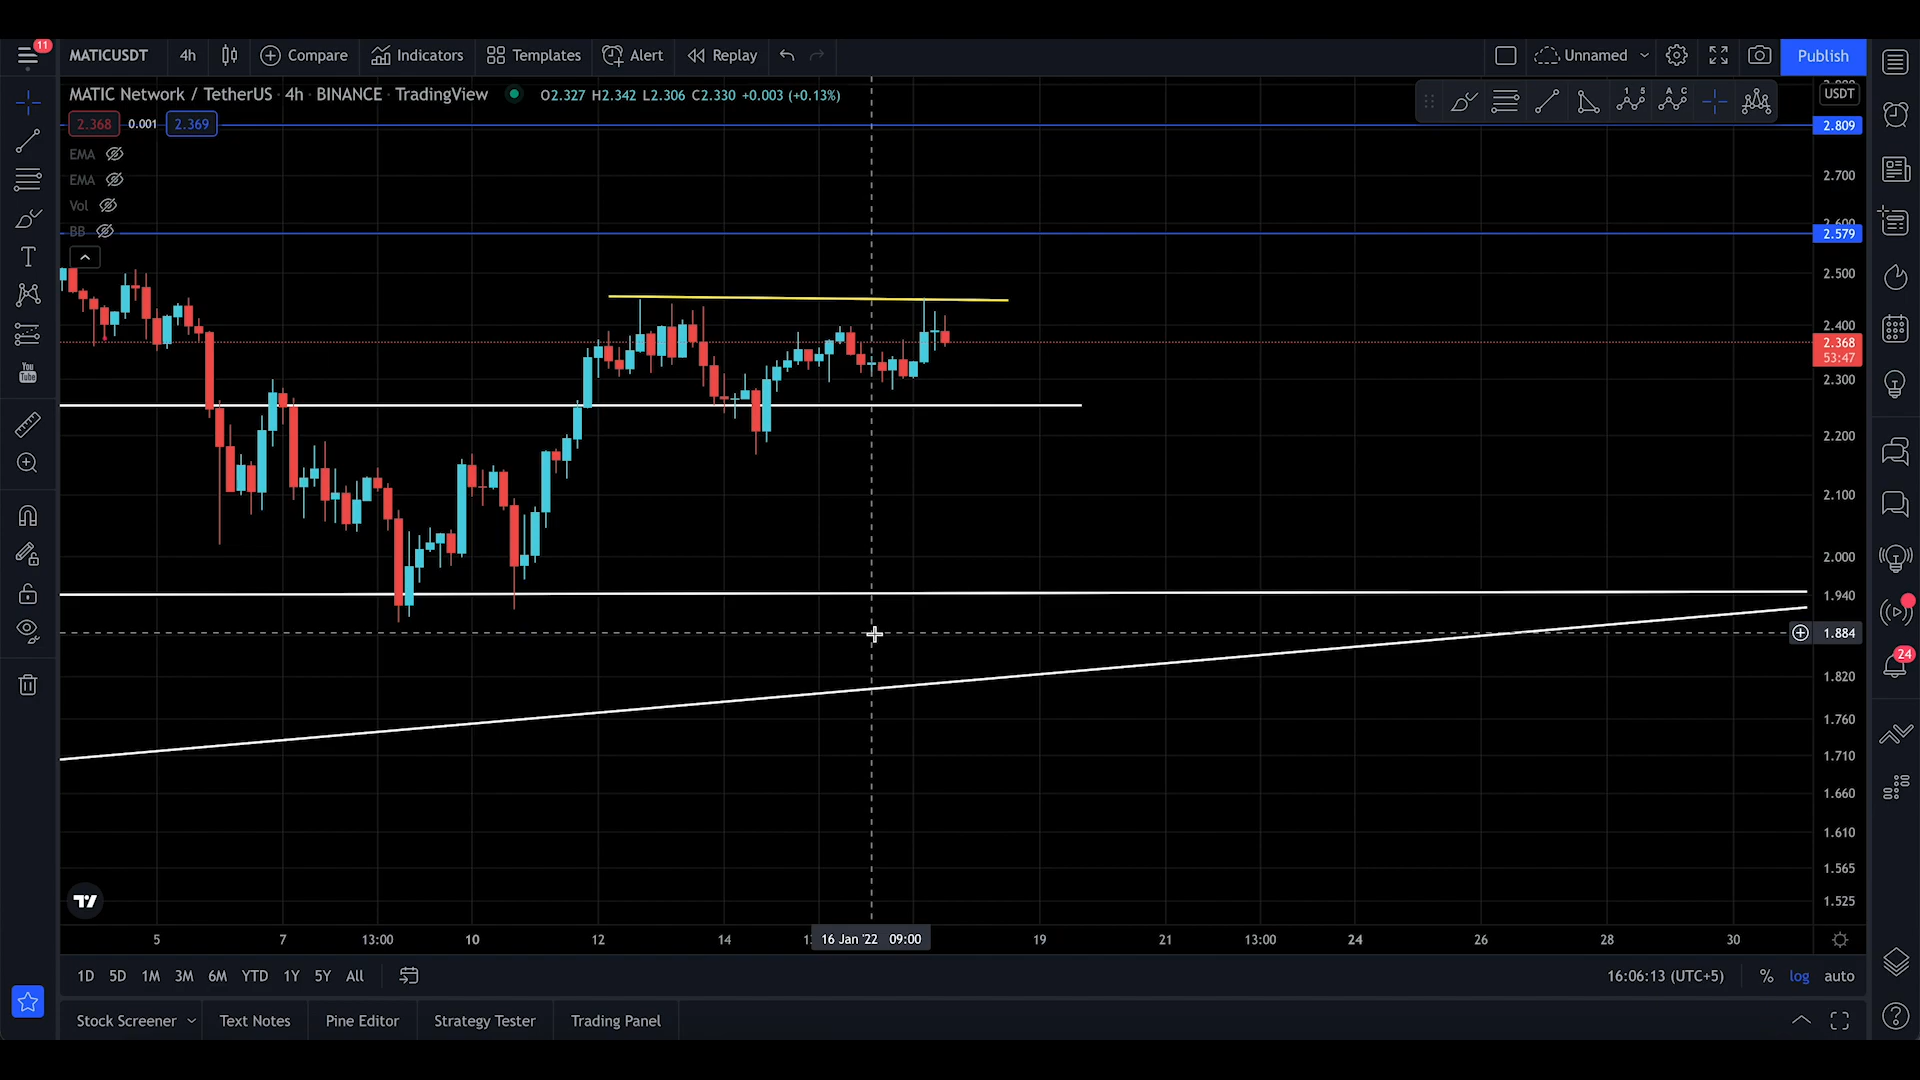 11
MATICUSDT 4h Compare Indicators Templates Alert Replay Unnamed Publish
MATIC Network / TetherUS · 4h · BINANCE · TradingView O2.327 H2.342 L2.306 C2.330 +0.003 (+0.13%)
USDT
2.368 0.001 2.369
2.809
EMA
EMA
Vol
BB
2.700
2.600
2.579
2.500
2.400
2.368
53:47
2.300
2.200
2.100
2.000
1.940
1.884
1.820
1.760
1.710
1.660
1.610
1.565
1.525
24
You
Tube
5 7 13:00 10 12 14 16 Jan '22 09:00 19 21 13:00 24 26 28 30
1D 5D 1M 3M 6M YTD 1Y 5Y All 16:06:13 (UTC+5) % log auto
Stock Screener Text Notes Pine Editor Strategy Tester Trading Panel